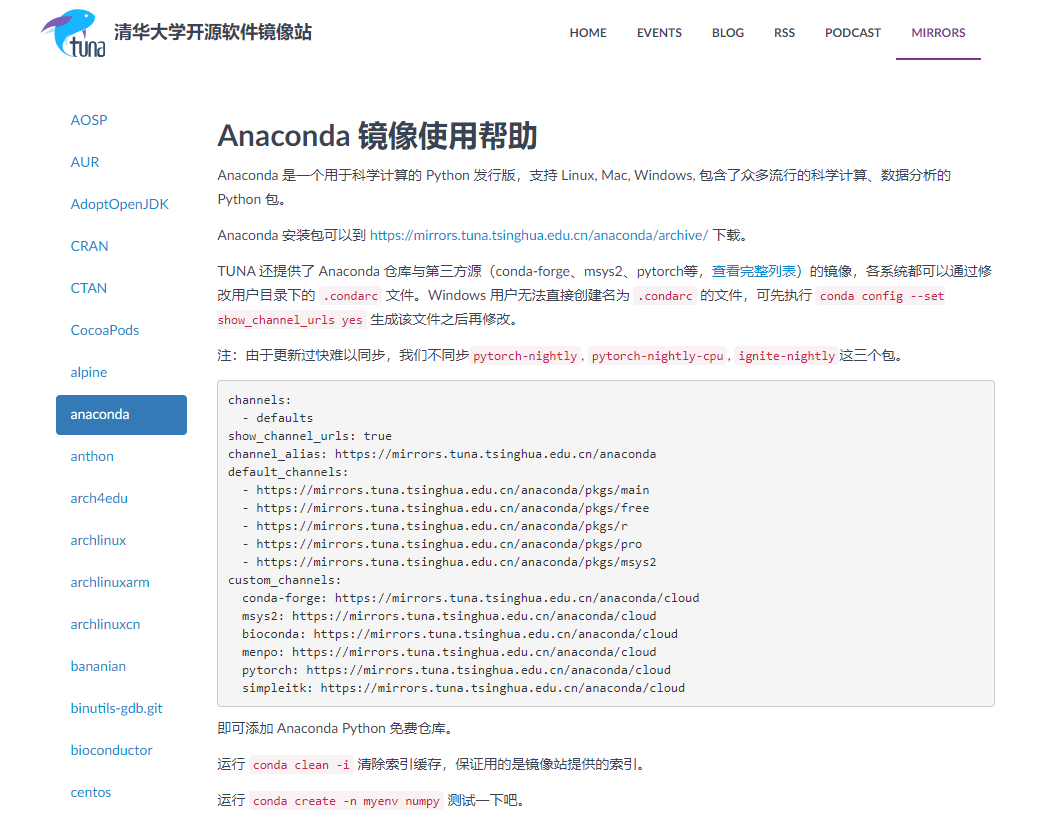 tuna 清华大学开源软件镜像站
HOME EVENTS BLOG RSS PODCAST MIRRORS
AOSP
AUR
AdoptOpenJDK
CRAN
CTAN
CocoaPods
alpine
anaconda
anthon
arch4edu
archlinux
archlinuxarm
archlinuxcn
bananian
binutils-gdb.git
bioconductor
centos
Anaconda 镜像使用帮助
Anaconda 是一个用于科学计算的 Python 发行版，支持 Linux, Mac, Windows, 包含了众多流行的科学计算、数据分析的
Python 包。
Anaconda 安装包可以到 https://mirrors.tuna.tsinghua.edu.cn/anaconda/archive/ 下载。
TUNA 还提供了 Anaconda 仓库与第三方源（conda-forge、msys2、pytorch等，查看完整列表）的镜像，各系统都可以通过修
改用户目录下的 .condarc 文件。Windows 用户无法直接创建名为 .condarc 的文件，可先执行 conda config --set
show_channel_urls yes 生成该文件之后再修改。
注：由于更新过快难以同步，我们不同步 pytorch-nightly, pytorch-nightly-cpu, ignite-nightly 这三个包。
channels:
  - defaults
show_channel_urls: true
channel_alias: https://mirrors.tuna.tsinghua.edu.cn/anaconda
default_channels:
  - https://mirrors.tuna.tsinghua.edu.cn/anaconda/pkgs/main
  - https://mirrors.tuna.tsinghua.edu.cn/anaconda/pkgs/free
  - https://mirrors.tuna.tsinghua.edu.cn/anaconda/pkgs/r
  - https://mirrors.tuna.tsinghua.edu.cn/anaconda/pkgs/pro
  - https://mirrors.tuna.tsinghua.edu.cn/anaconda/pkgs/msys2
custom_channels:
  conda-forge: https://mirrors.tuna.tsinghua.edu.cn/anaconda/cloud
  msys2: https://mirrors.tuna.tsinghua.edu.cn/anaconda/cloud
  bioconda: https://mirrors.tuna.tsinghua.edu.cn/anaconda/cloud
  menpo: https://mirrors.tuna.tsinghua.edu.cn/anaconda/cloud
  pytorch: https://mirrors.tuna.tsinghua.edu.cn/anaconda/cloud
  simpleitk: https://mirrors.tuna.tsinghua.edu.cn/anaconda/cloud
即可添加 Anaconda Python 免费仓库。
运行 conda clean -i 清除索引缓存，保证用的是镜像站提供的索引。
运行 conda create -n myenv numpy 测试一下吧。